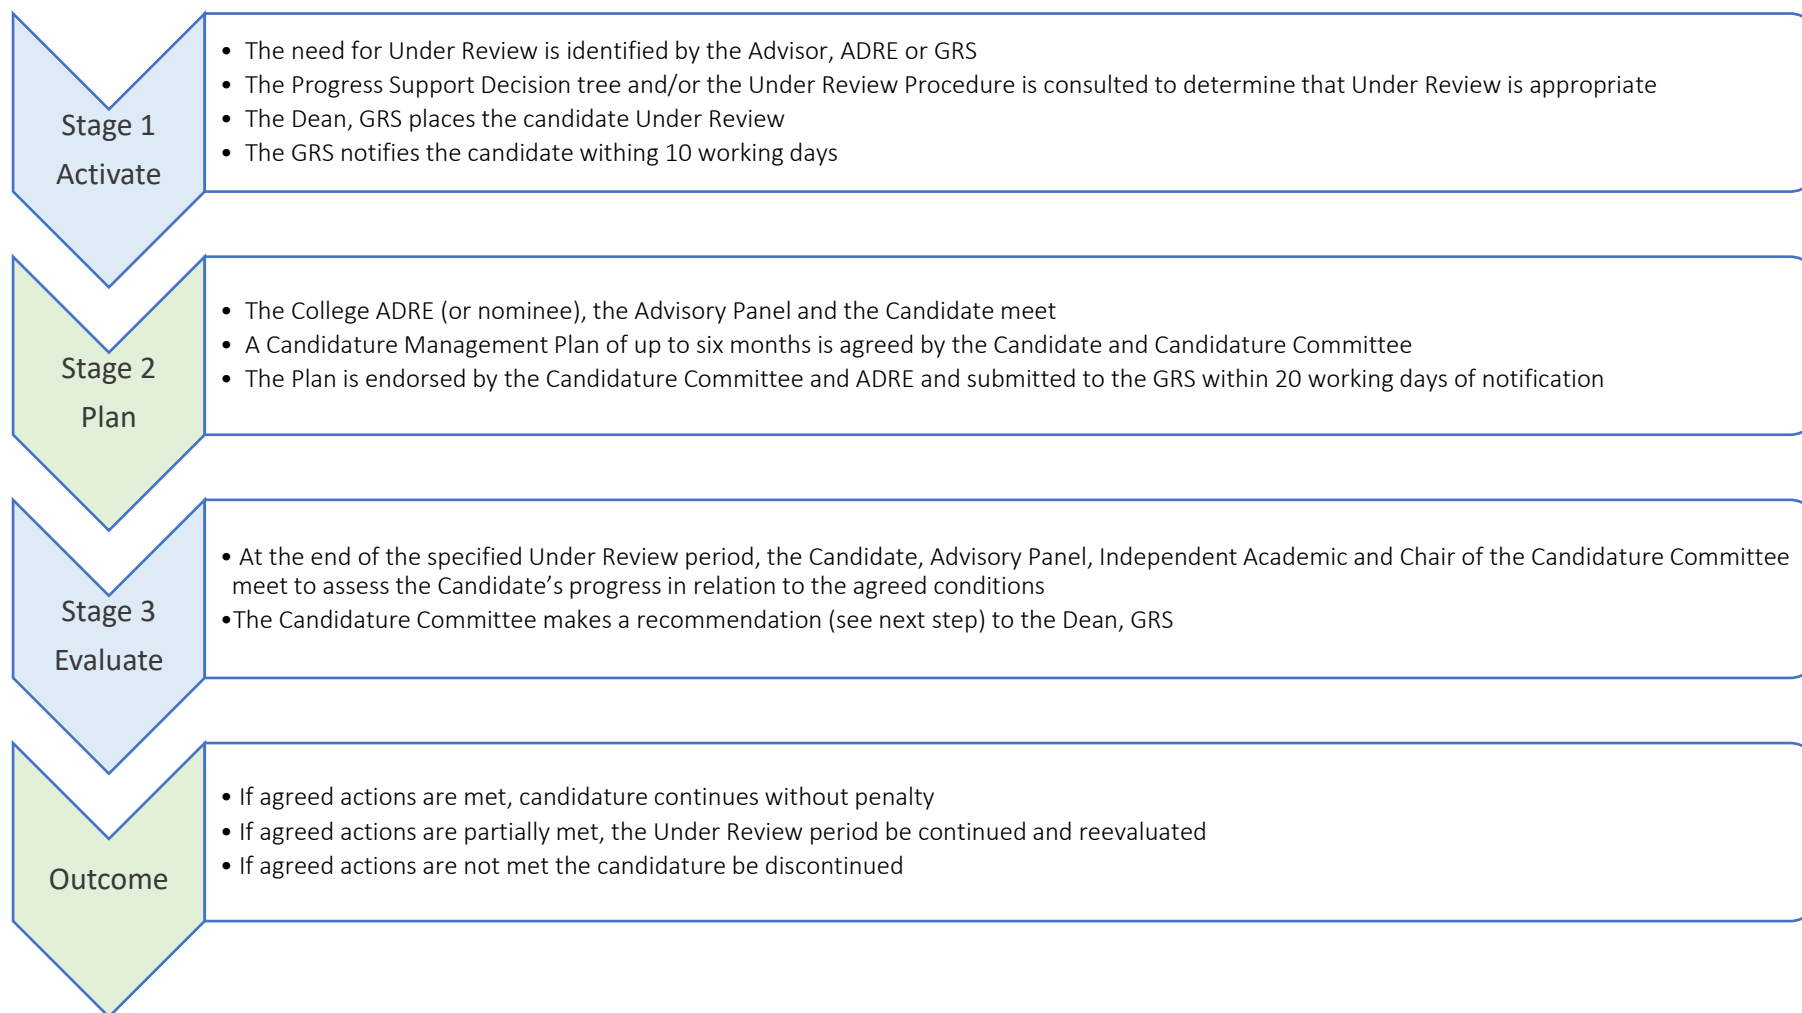 Stage 1
Activate
• The need for Under Review is identified by the Advisor, ADRE or GRS
• The Progress Support Decision tree and/or the Under Review Procedure is consulted to determine that Under Review is appropriate
• The Dean, GRS places the candidate Under Review
• The GRS notifies the candidate withing 10 working days
Stage 2
Plan
• The College ADRE (or nominee), the Advisory Panel and the Candidate meet
• A Candidature Management Plan of up to six months is agreed by the Candidate and Candidature Committee
• The Plan is endorsed by the Candidature Committee and ADRE and submitted to the GRS within 20 working days of notification
Stage 3
Evaluate
• At the end of the specified Under Review period, the Candidate, Advisory Panel, Independent Academic and Chair of the Candidature Committee
meet to assess the Candidate’s progress in relation to the agreed conditions
•The Candidature Committee makes a recommendation (see next step) to the Dean, GRS
Outcome
• If agreed actions are met, candidature continues without penalty
• If agreed actions are partially met, the Under Review period be continued and reevaluated
• If agreed actions are not met the candidature be discontinued